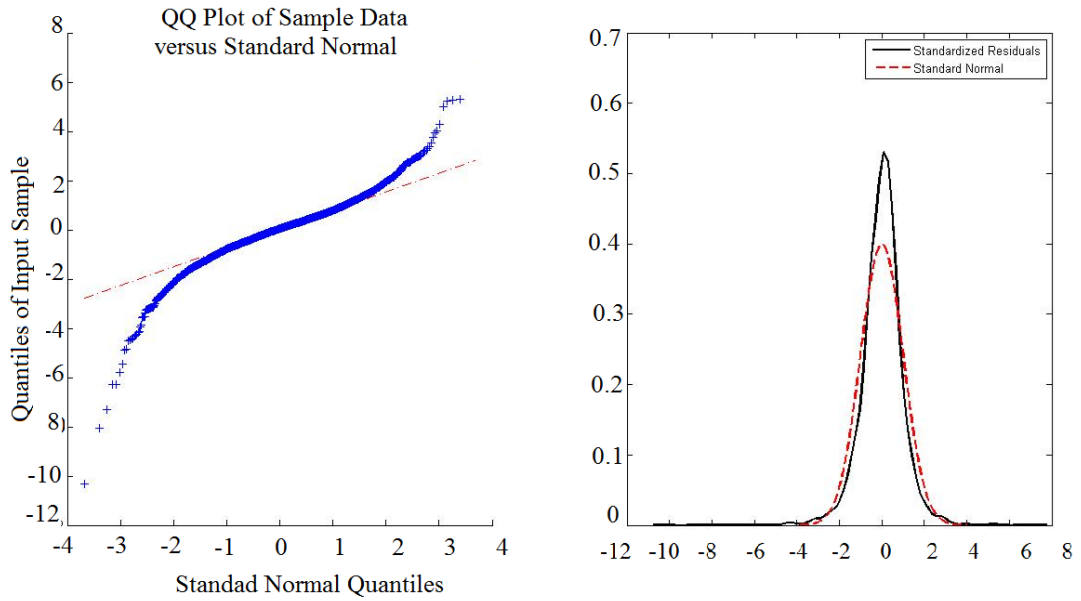 QQ Plot of Sample Data
versus Standard Normal
Quantiles of Input Sample
8
6
4
2
0
-2
-4
-6
8
-10
-12
-4 -3 -2 -1 0 1 2 3 4
Standad Normal Quantiles
Standardized Residuals
Standard Normal
0.7
0.6
0.5
0.4
0.3
0.2
0.1
0
-12 -10 -8 -6 -4 -2 0 2 4 6 8